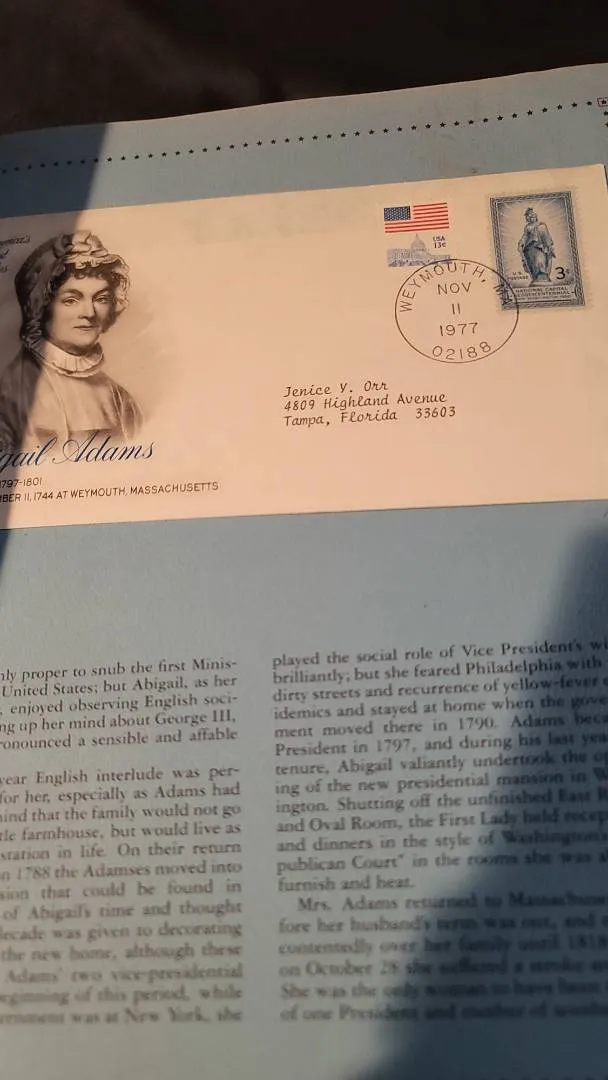 USA
13c
U.S.
POSTAGE
3c
NATIONAL CAPITAL
SESQUICENTENNIAL
WEYMOUTH,
NOV
11
1977
02188
Jenice Y. Orr
4809 Highland Avenue
Tampa, Florida 33603
gail Adams
1797-1801
BER 11, 1744 AT WEYMOUTH, MASSACHUSETTS
nly proper to snub the first Minis-
United States; but Abigail, as her
, enjoyed observing English soci-
ng up her mind about George III,
ronounced a sensible and affable
year English interlude was per-
for her, especially as Adams had
mind that the family would not go
tle farmhouse, but would live as
station in life. On their return
n 1788 the Adamses moved into
sion that could be found in
of Abigail's time and thought
decade was given to decorating
the new home, although these
Adams' two vice-presidential
eginning of this period, while
ernment was at New York, she
played the social role of Vice President's wi
brilliantly; but she feared Philadelphia with
dirty streets and recurrence of yellow-fever e
idemics and stayed at home when the gove
ment moved there in 1790. Adams beca
President in 1797, and during his last yea
tenure, Abigail valiantly undertook the op
ing of the new presidential mansion in W
ington. Shutting off the unfinished East R
and Oval Room, the First Lady held recep
and dinners in the style of Washington's
publican Court" in the rooms she was a
furnish and heat.
Mrs. Adams returned to Massachuse
fore her husband's term was out, and
contentedly over her family until 1818
on October 28 she suffered a stroke
She was the only woman to have been
of one President and mother of